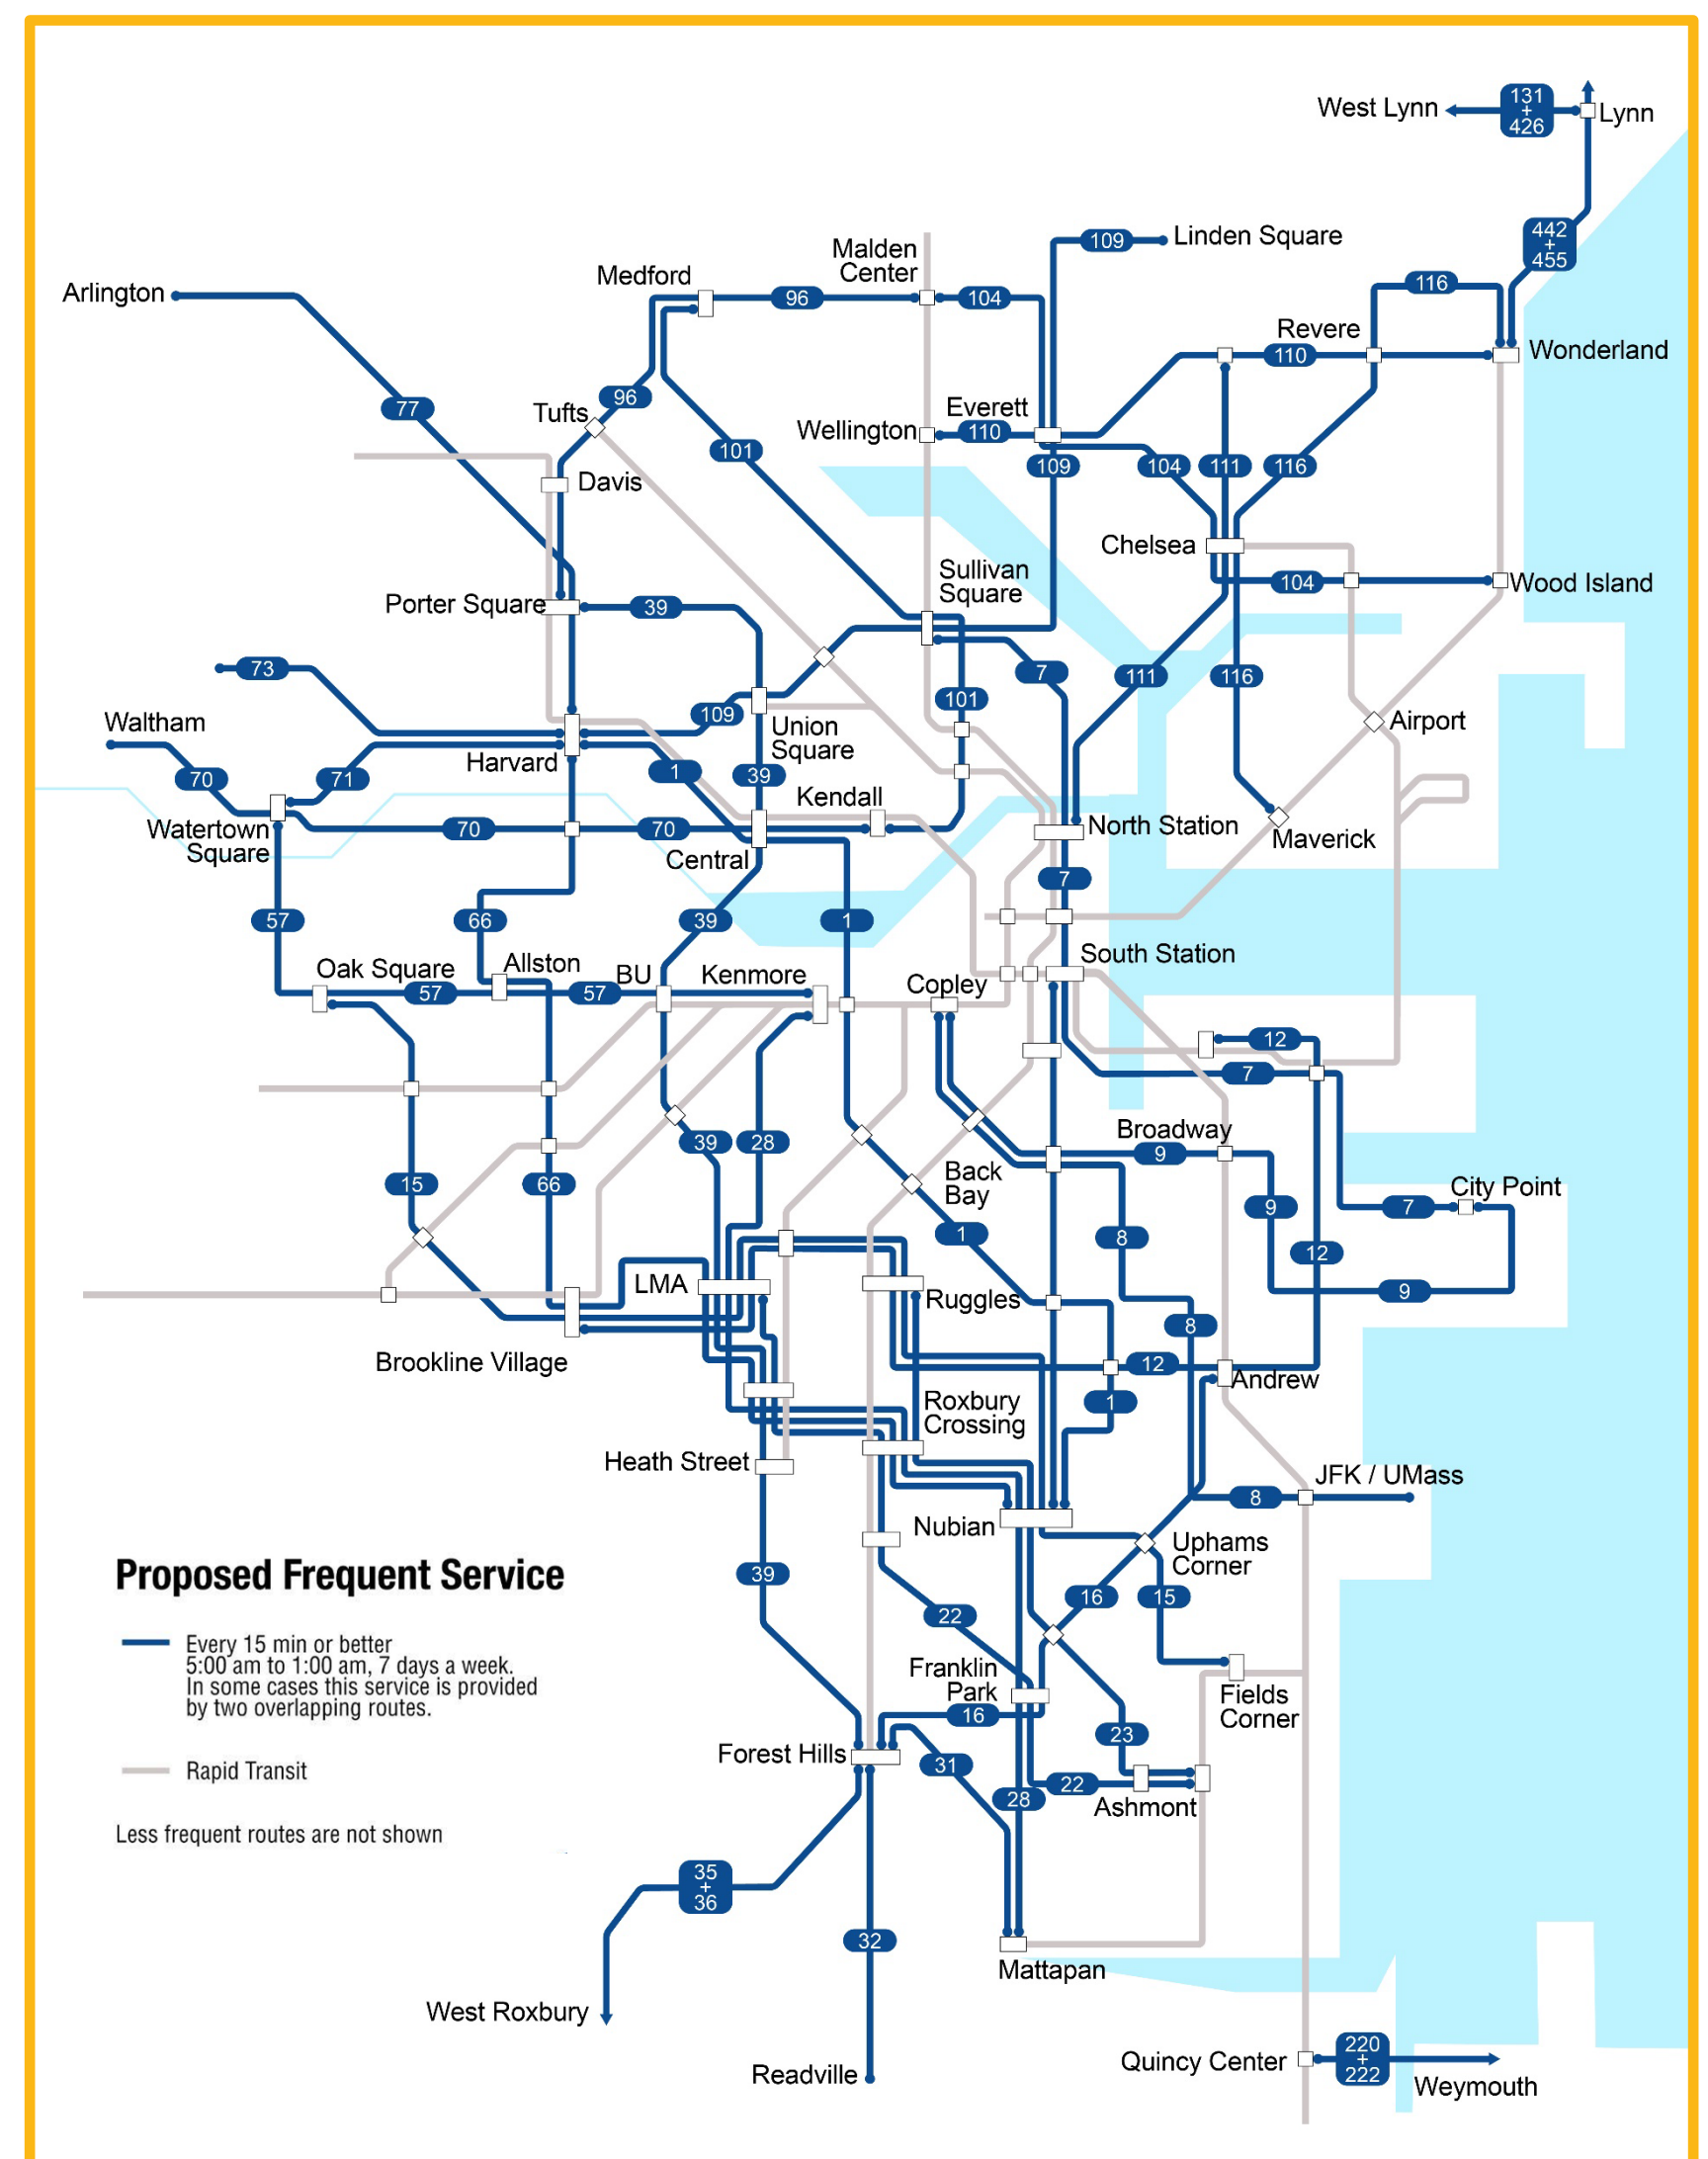 131
+
426
West Lynn
Lynn
442
+
455
109
Linden Square
Malden
Center
Medford
Arlington
96
104
116
Revere
110
Wonderland
77
96
Tufts
Everett
Wellington
110
101
109
104
111
116
Davis
Chelsea
Sullivan
Square
104
Wood Island
Porter Square
39
73
7
111
116
101
109
Waltham
Union
Square
Airport
Harvard
70
71
1
39
Kendall
Watertown
Square
70
70
Central
North Station
Maverick
7
57
66
39
1
South Station
Oak Square
Allston
BU
Kenmore
Copley
57
57
12
7
Broadway
39
28
9
15
66
Back
Bay
City Point
9
7
1
8
12
LMA
Ruggles
9
8
Brookline Village
12
Andrew
Roxbury
Crossing
1
Heath Street
JFK / UMass
8
Nubian
Uphams
Corner
Proposed Frequent Service
39
16
15
22
Every 15 min or better
5:00 am to 1:00 am, 7 days a week.
In some cases this service is provided
by two overlapping routes.
Franklin
Park
Fields
Corner
16
23
Forest Hills
31
Rapid Transit
22
28
Ashmont
Less frequent routes are not shown
35
+
36
32
Mattapan
West Roxbury
Quincy Center
220
+
222
Readville
Weymouth